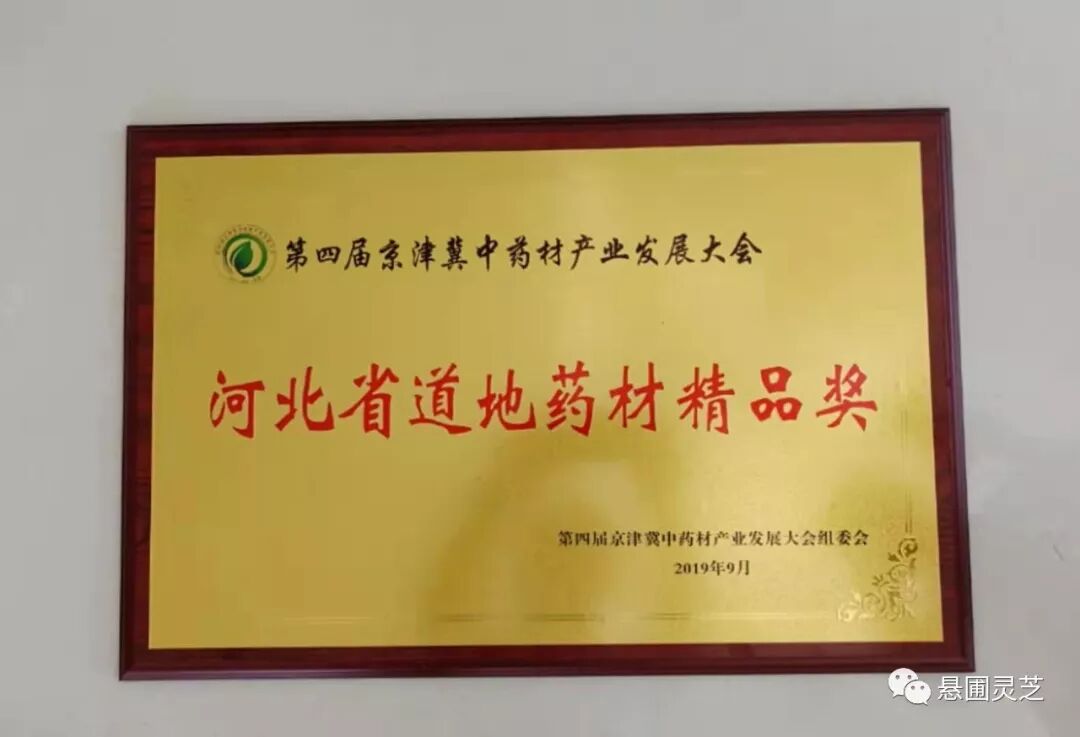 第四届京津冀中药材产业发展大会
河北省道地药材精品奖
第四届京津冀中药材产业发展大会组委会
2019年9月
悬圃灵芝